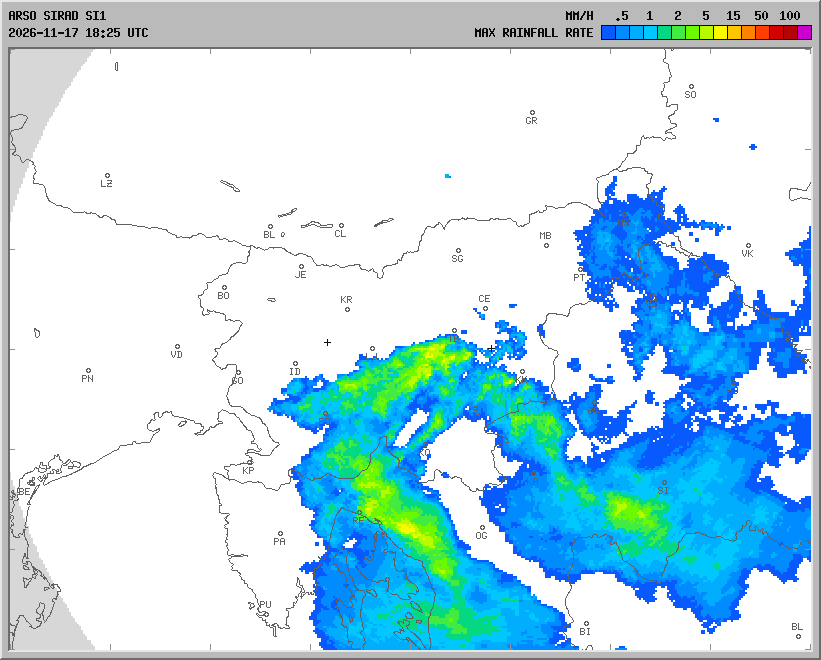 ARSO SIRAD SI1
2026-11-17 18:25 UTC
MM/H .5 1 2 5 15 50 100
MAX RAINFALL RATE
SO
GR
LZ
BL
CL
MB
SG
VK
JE
PT
BO
KR
CE
VD
ID
PN
GO
KP
BE
SI
RE
OG
PA
PU
BI
BL